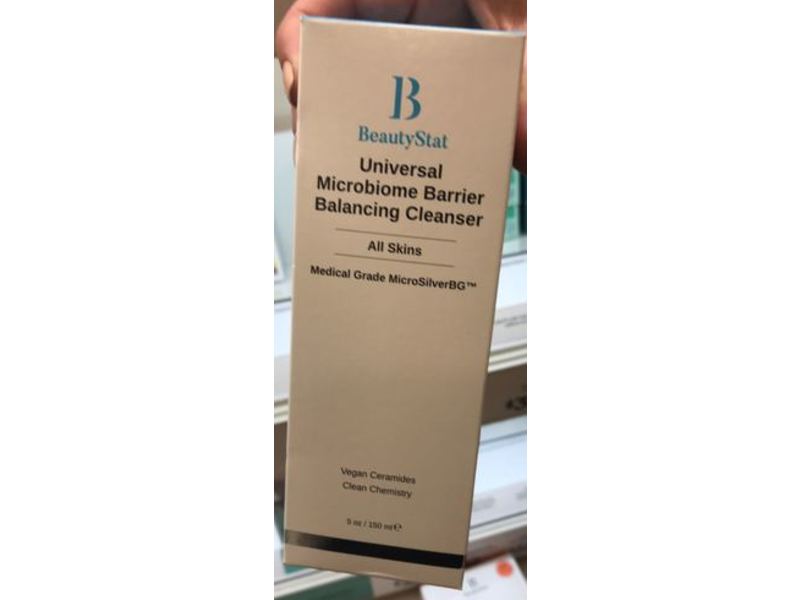 B
BeautyStat
Universal
Microbiome Barrier
Balancing Cleanser
All Skins
Medical Grade MicroSilverBG™
Vegan Ceramides
Clean Chemistry
5 oz / 150 ml ℮